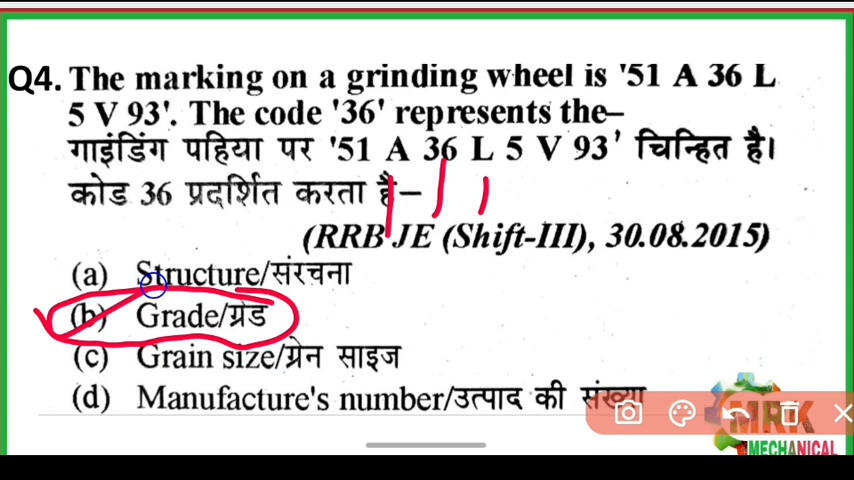 Q4. The marking on a grinding wheel is '51 A 36 L
5 V 93'. The code '36' represents the–
गाइंडिंग पहिया पर '51 A 36 L 5 V 93' चिन्हित है।
कोड 36 प्रदर्शित करता है–
(RRB JE (Shift-III), 30.08.2015)
(a) Structure/संरचना
(b) Grade/ग्रेड
(c) Grain size/ग्रेन साइज
(d) Manufacture's number/उत्पाद की संख्या
MRK
MECHANICAL